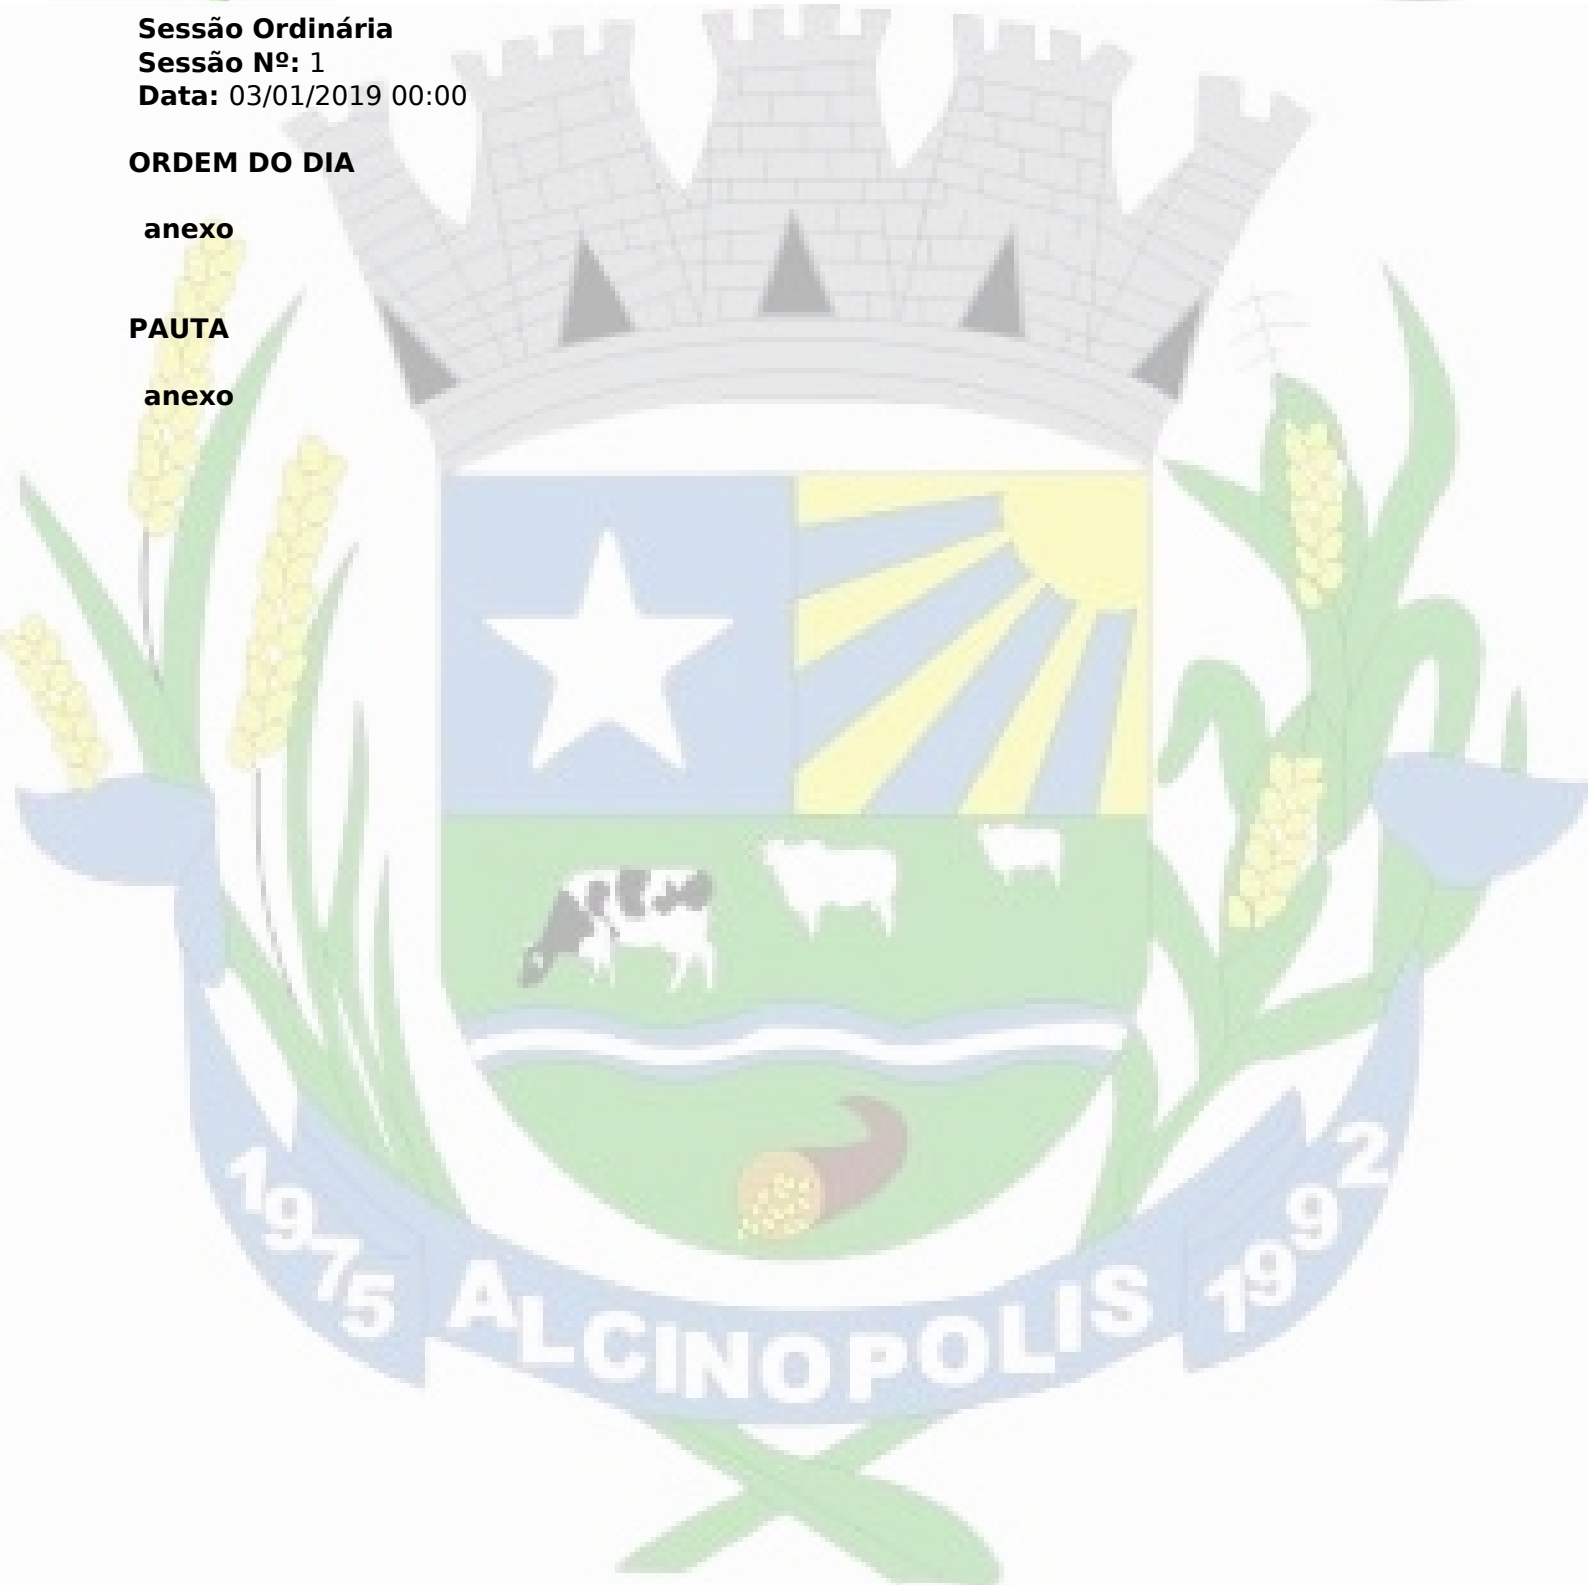 Sessão Ordinária
Sessão Nº: 1
Data: 03/01/2019 00:00
ORDEM DO DIA
anexo
PAUTA
anexo
1975 ALCINOPOLIS 1992